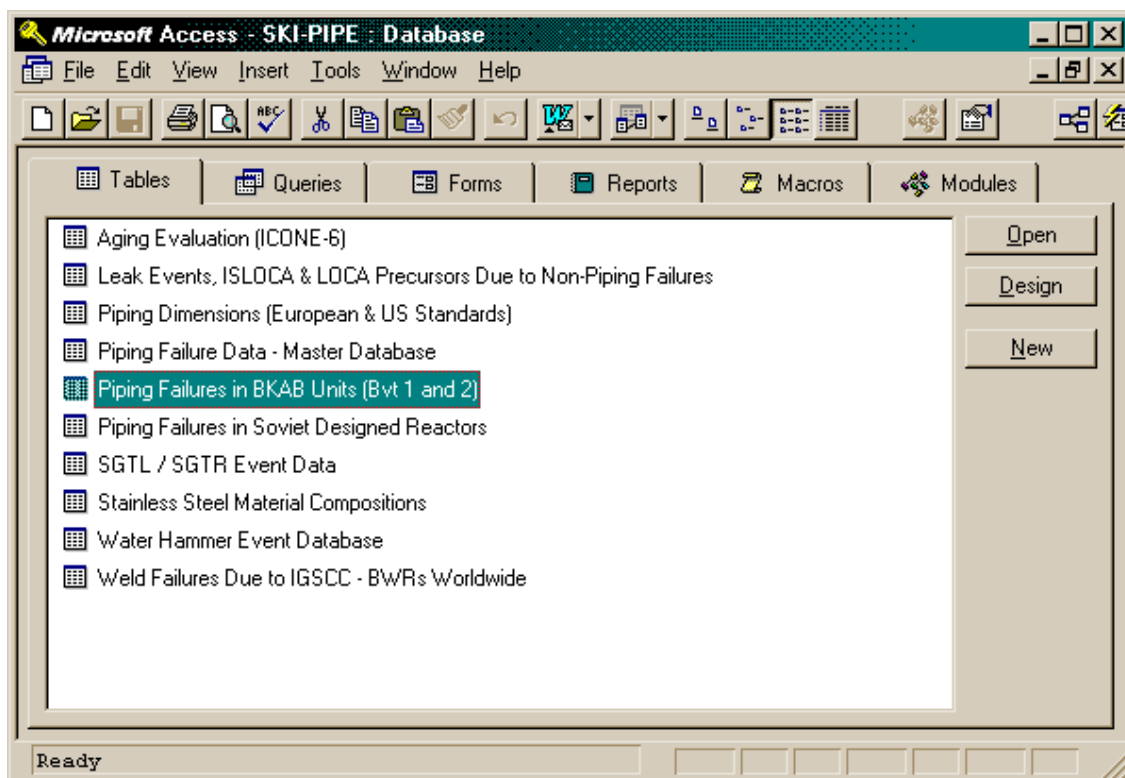 Microsoft Access - SKI-PIPE : Database
File Edit View Insert Tools Window Help
ABC W
Tables Queries Forms Reports Macros Modules
Aging Evaluation (ICONE-6)
Leak Events, ISLOCA & LOCA Precursors Due to Non-Piping Failures
Piping Dimensions (European & US Standards)
Piping Failure Data - Master Database
Piping Failures in BKAB Units (Bvt 1 and 2)
Piping Failures in Soviet Designed Reactors
SGTL / SGTR Event Data
Stainless Steel Material Compositions
Water Hammer Event Database
Weld Failures Due to IGSCC - BWRs Worldwide
Open
Design
New
Ready